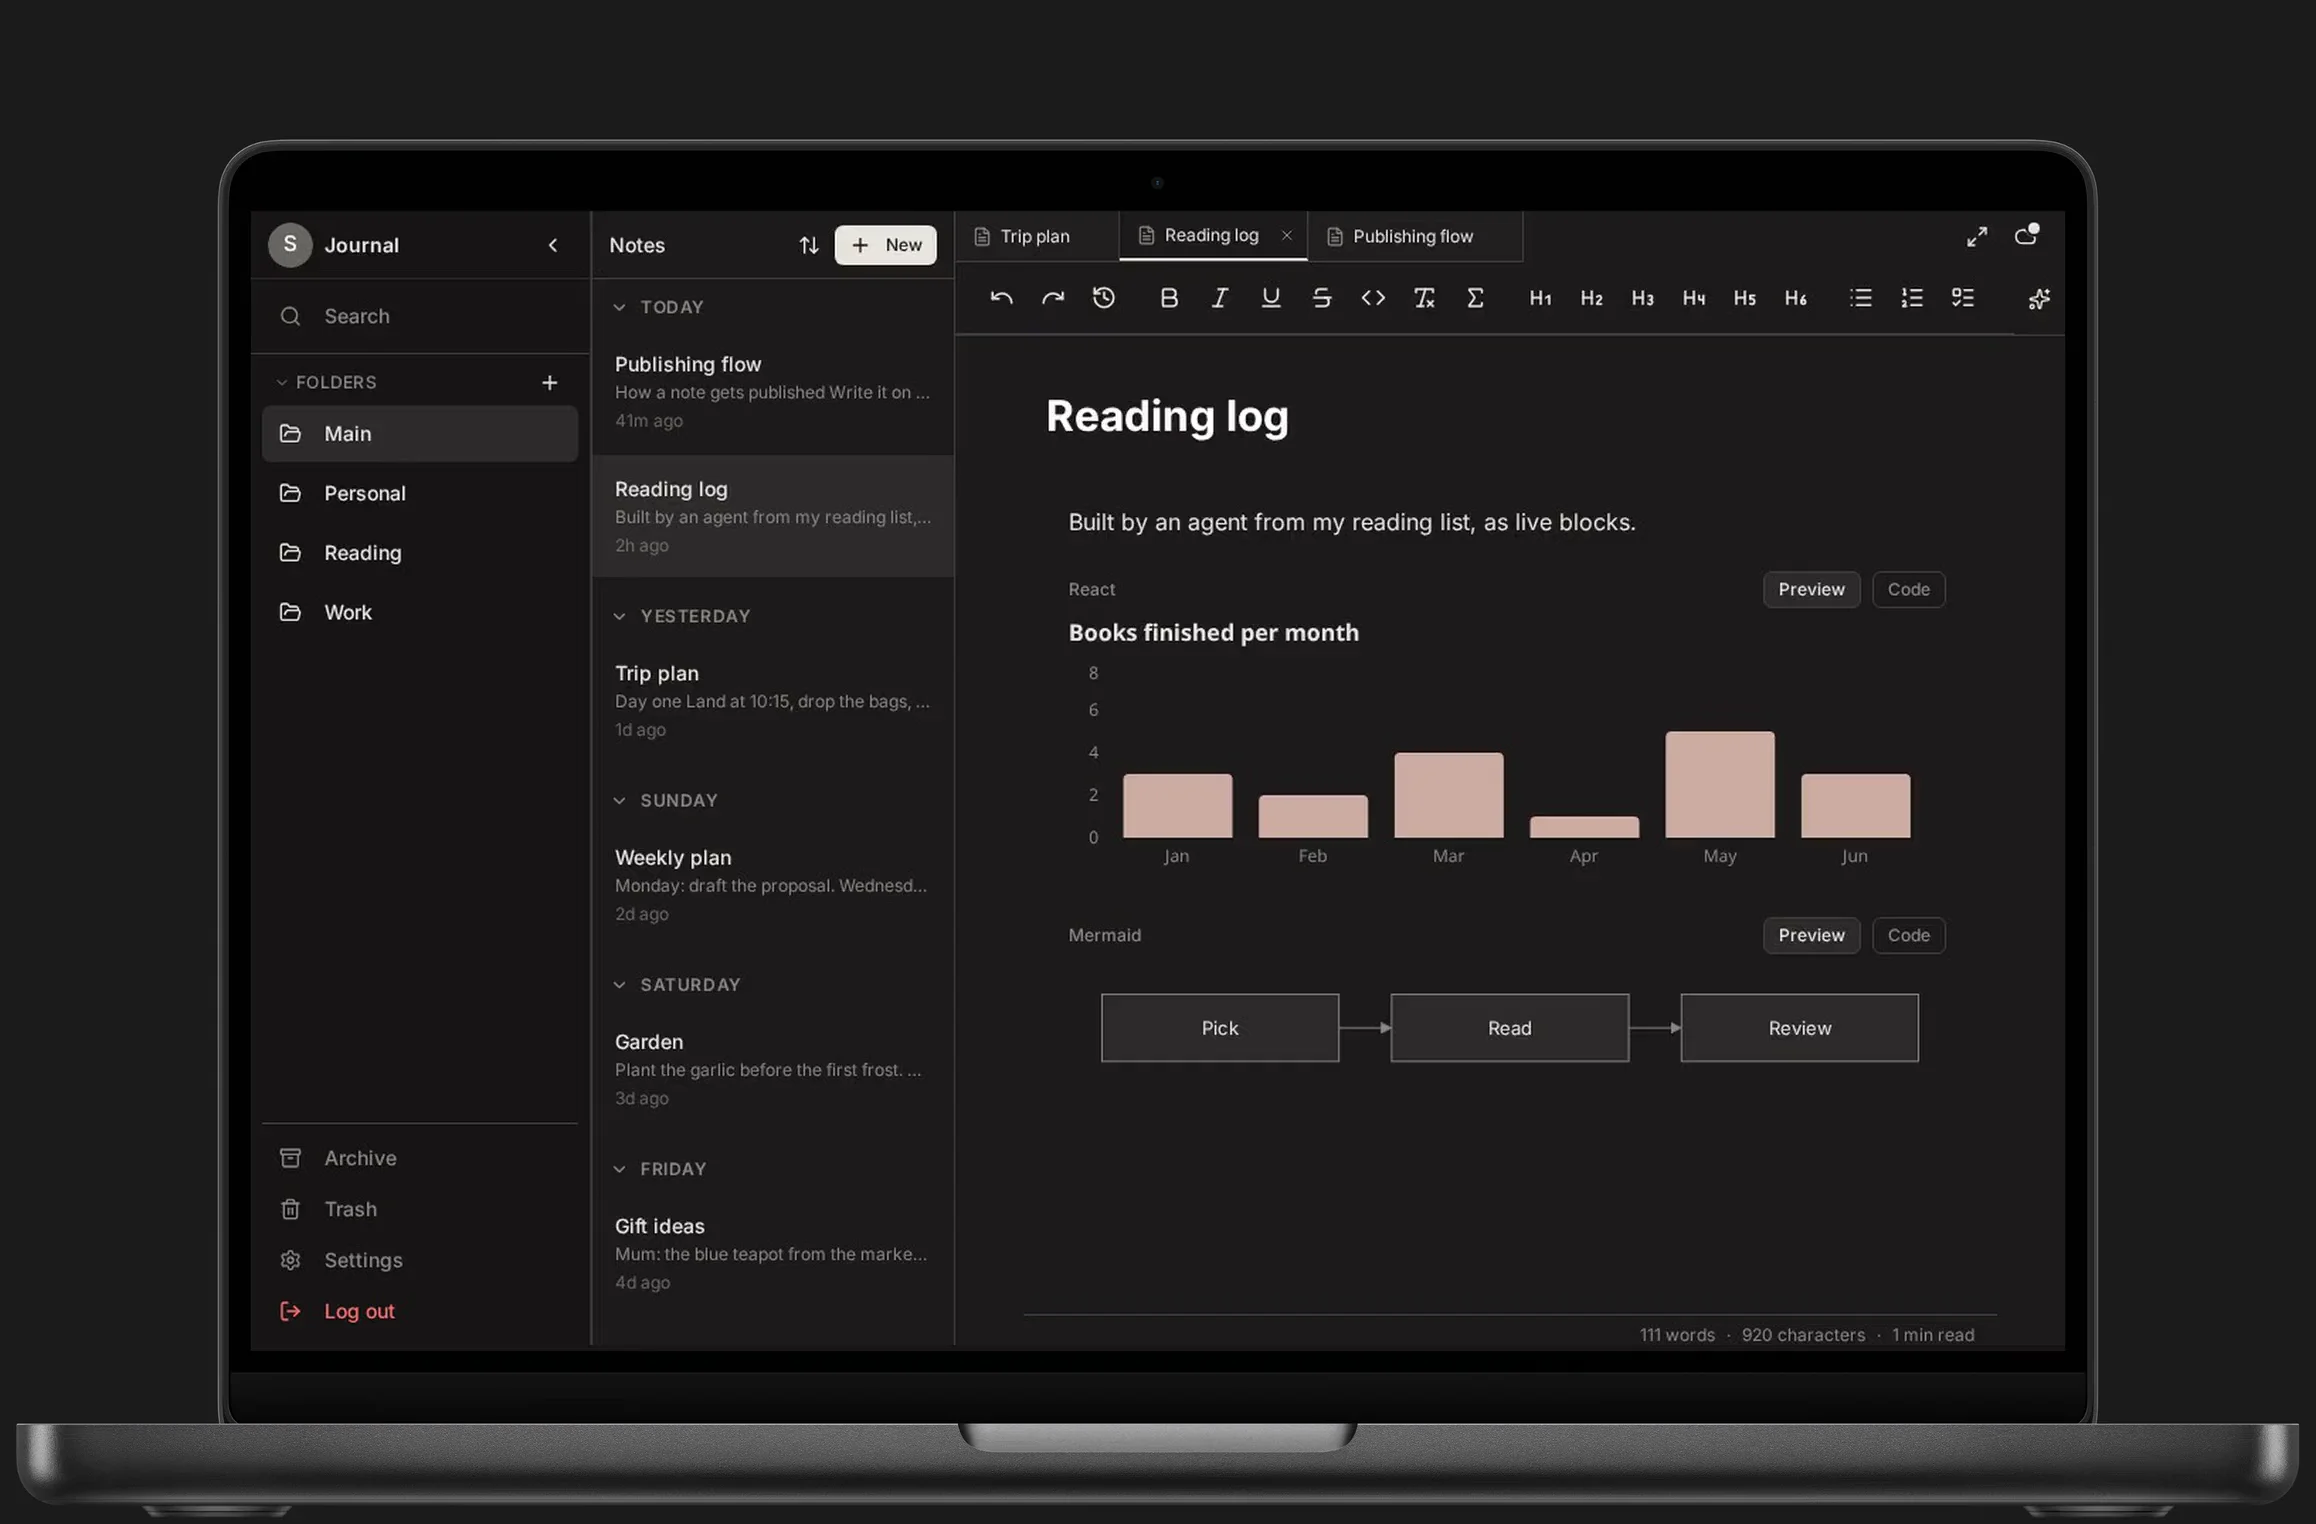 S
Journal
Search
FOLDERS
Main
Personal
Reading
Work
Archive
Trash
Settings
Log out
Notes
New
TODAY
Publishing flow
How a note gets published Write it on ...
41m ago
Reading log
Built by an agent from my reading list,...
2h ago
YESTERDAY
Trip plan
Day one Land at 10:15, drop the bags, ...
1d ago
SUNDAY
Weekly plan
Monday: draft the proposal. Wednesd...
2d ago
SATURDAY
Garden
Plant the garlic before the first frost. ...
3d ago
FRIDAY
Gift ideas
Mum: the blue teapot from the marke...
4d ago
Trip plan
Reading log
Publishing flow
B I U S <> T Σ H1 H2 H3 H4 H5 H6
Reading log
Built by an agent from my reading list, as live blocks.
React Preview Code
Books finished per month
8
6
4
2
0
Jan Feb Mar Apr May Jun
Mermaid Preview Code
Pick Read Review
111 words · 920 characters · 1 min read